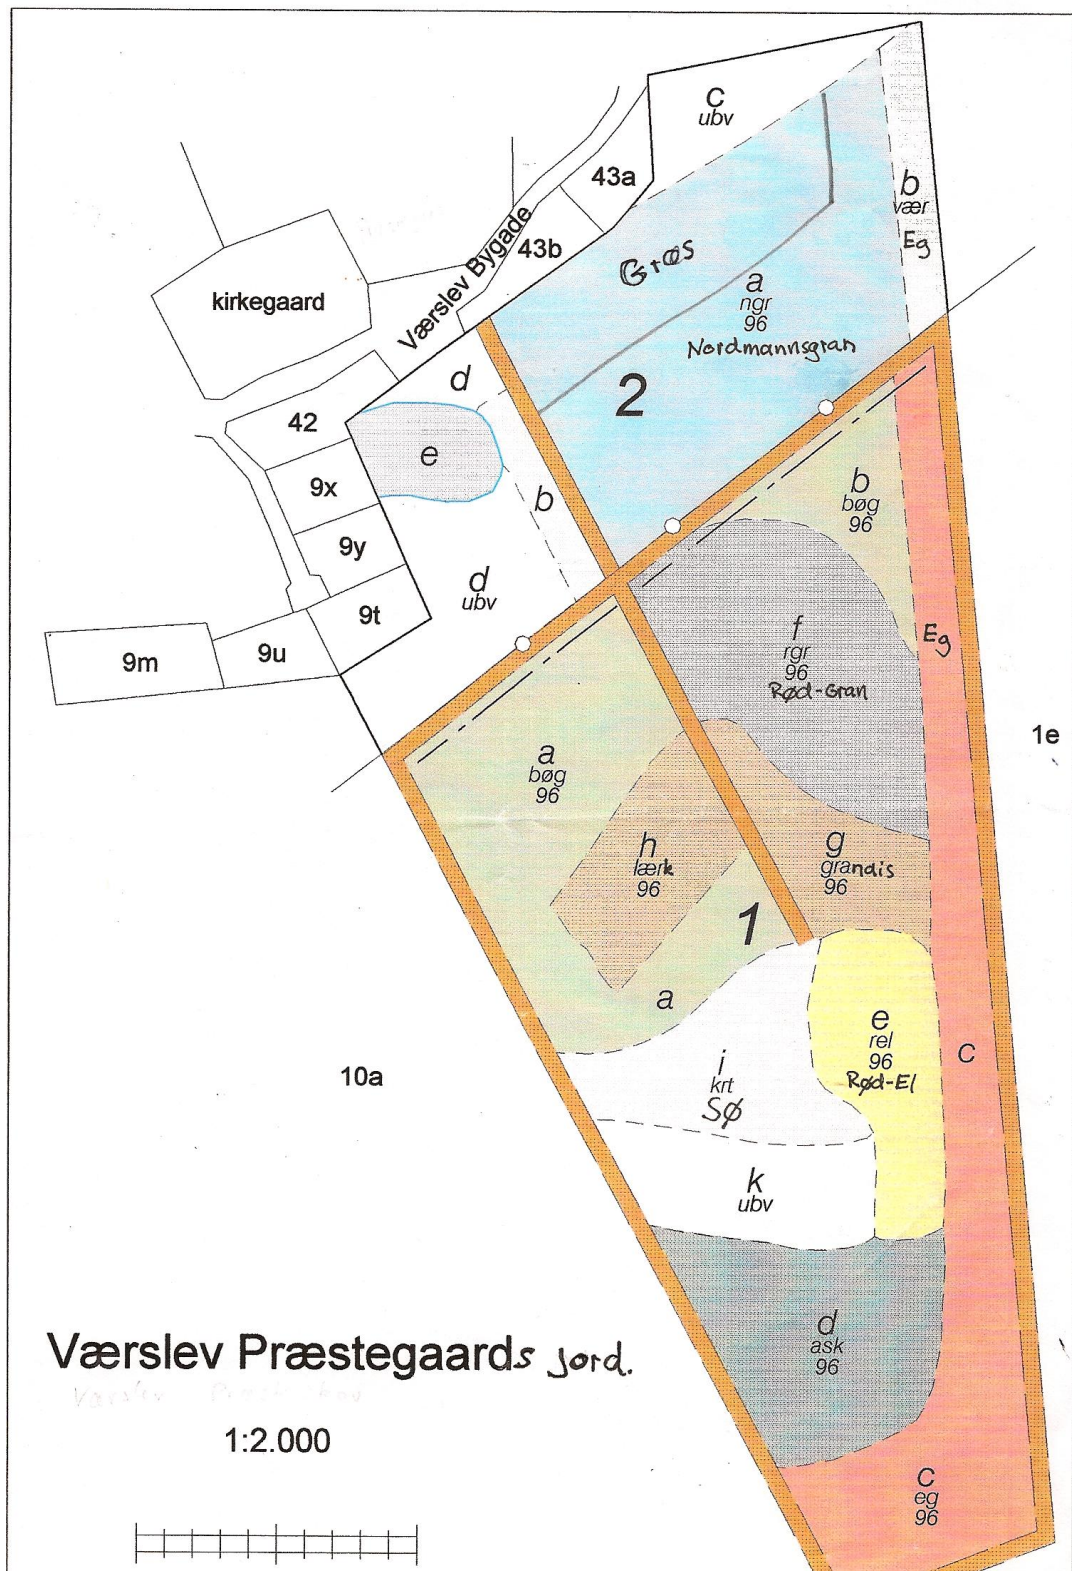 c
ubv
43a
b
vær
Eg
43b
Værslev Bygade
Græs
a
ngr
96
Nordmannsgran
kirkegaard
2
d
42
e
9x
b
9y
d
ubv
9t
9m
9u
b
bøg
96
Eg
f
rgr
96
Rød-Gran
1e
a
bøg
96
h
lærk
96
g
grandis
96
1
a
e
rel
96
Rød-El
c
10a
i
krt
SØ
k
ubv
d
ask
96
Værslev Præstegaards jord.
1:2.000
c
eg
96